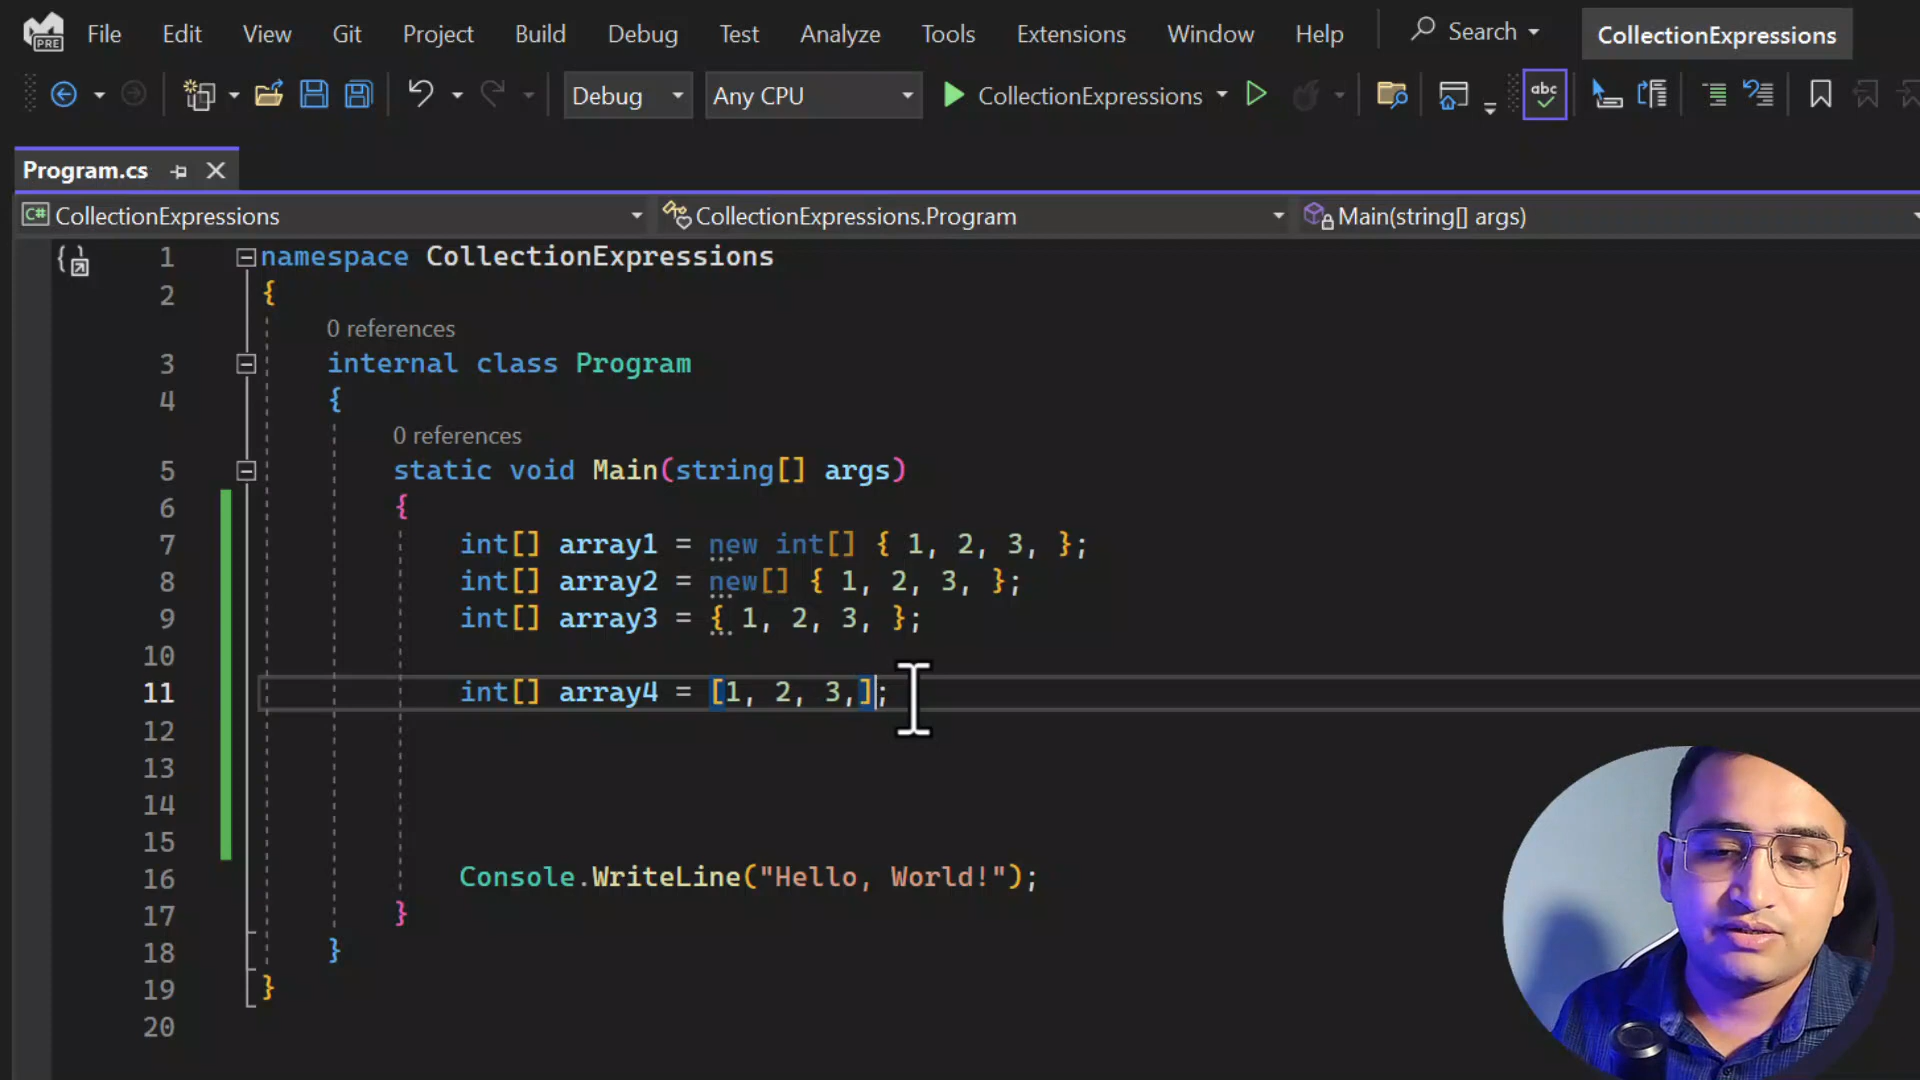 PRE File Edit View Git Project Build Debug Test Analyze Tools Extensions Window Help Search CollectionExpressions
Debug Any CPU CollectionExpressions abc
Program.cs
C# CollectionExpressions CollectionExpressions.Program Main(string[] args)
1 namespace CollectionExpressions
2 {
0 references
3 internal class Program
4 {
0 references
5 static void Main(string[] args)
6 {
7 int[] array1 = new int[] { 1, 2, 3, };
8 int[] array2 = new[] { 1, 2, 3, };
9 int[] array3 = { 1, 2, 3, };
10
11 int[] array4 = [1, 2, 3,];
12
13
14
15
16 Console.WriteLine("Hello, World!");
17 }
18 }
19 }
20